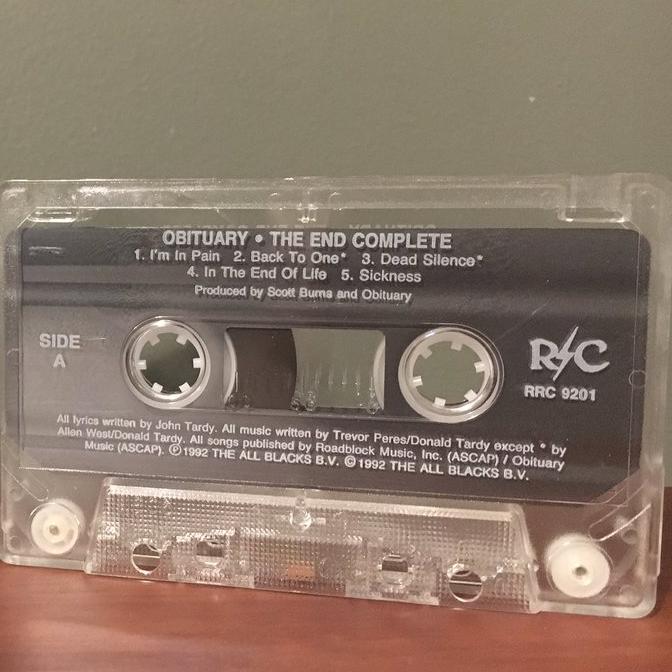 OBITUARY • THE END COMPLETE
1. I'm In Pain 2. Back To One* 3. Dead Silence*
4. In The End Of Life 5. Sickness
Produced by Scott Burns and Obituary
SIDE
A
R/C
RRC 9201
All lyrics written by John Tardy. All music written by Trevor Peres/Donald Tardy except * by
Allen West/Donald Tardy. All songs published by Roadblock Music, Inc. (ASCAP) / Obituary
Music (ASCAP). ℗1992 THE ALL BLACKS B.V. ©1992 THE ALL BLACKS B.V.